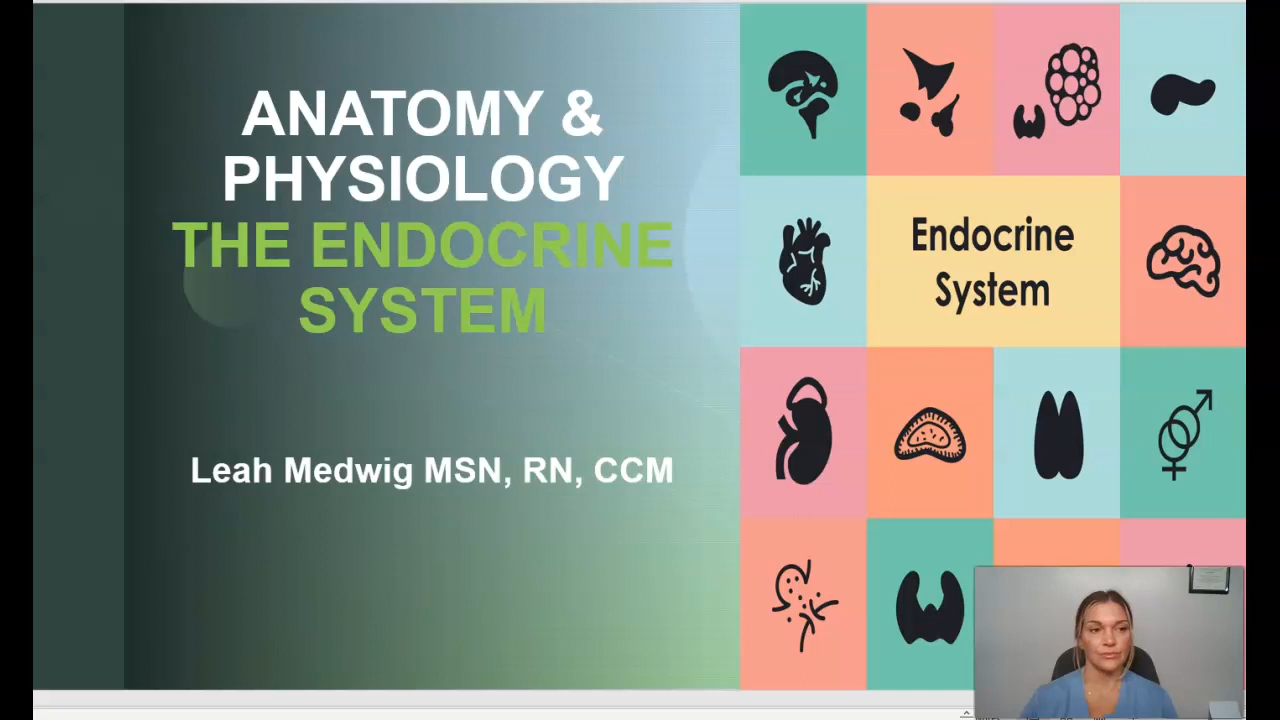 ANATOMY &
PHYSIOLOGY
THE ENDOCRINE
SYSTEM
Leah Medwig MSN, RN, CCM
Endocrine
System